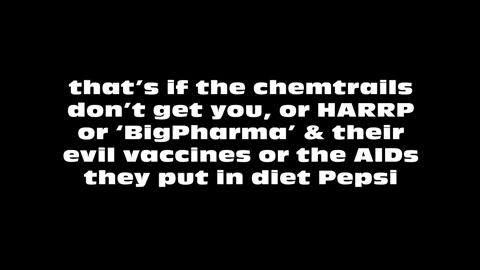 that's if the chemtrails
don't get you, or HARRP
or 'BigPharma' & their
evil vaccines or the AIDs
they put in diet Pepsi